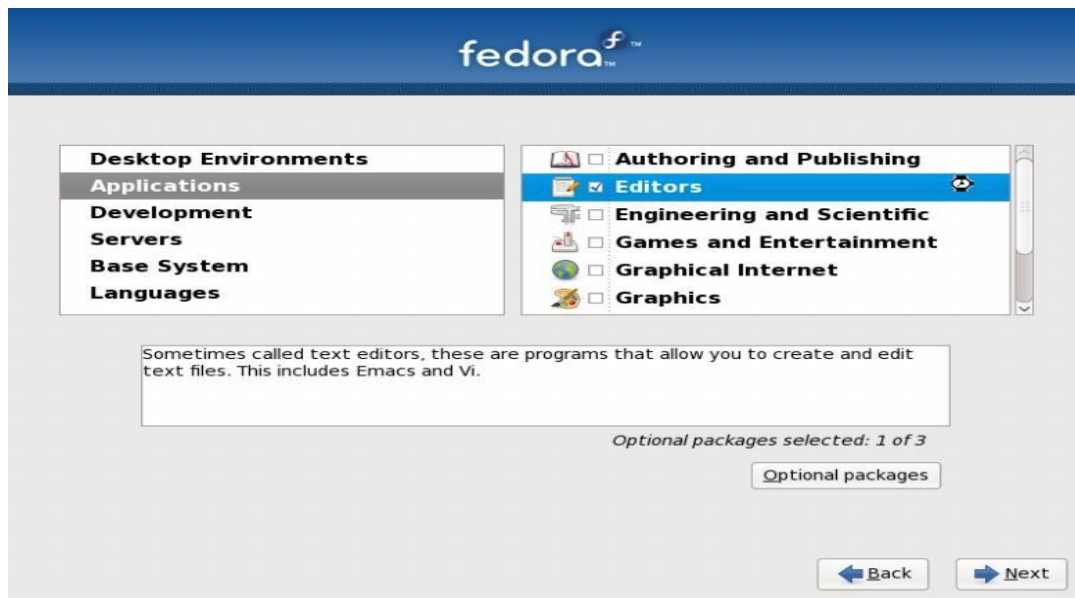 fedora
Desktop Environments
Applications
Development
Servers
Base System
Languages
Authoring and Publishing
Editors
Engineering and Scientific
Games and Entertainment
Graphical Internet
Graphics
Sometimes called text editors, these are programs that allow you to create and edit
text files. This includes Emacs and Vi.
Optional packages selected: 1 of 3
Optional packages
Back
Next